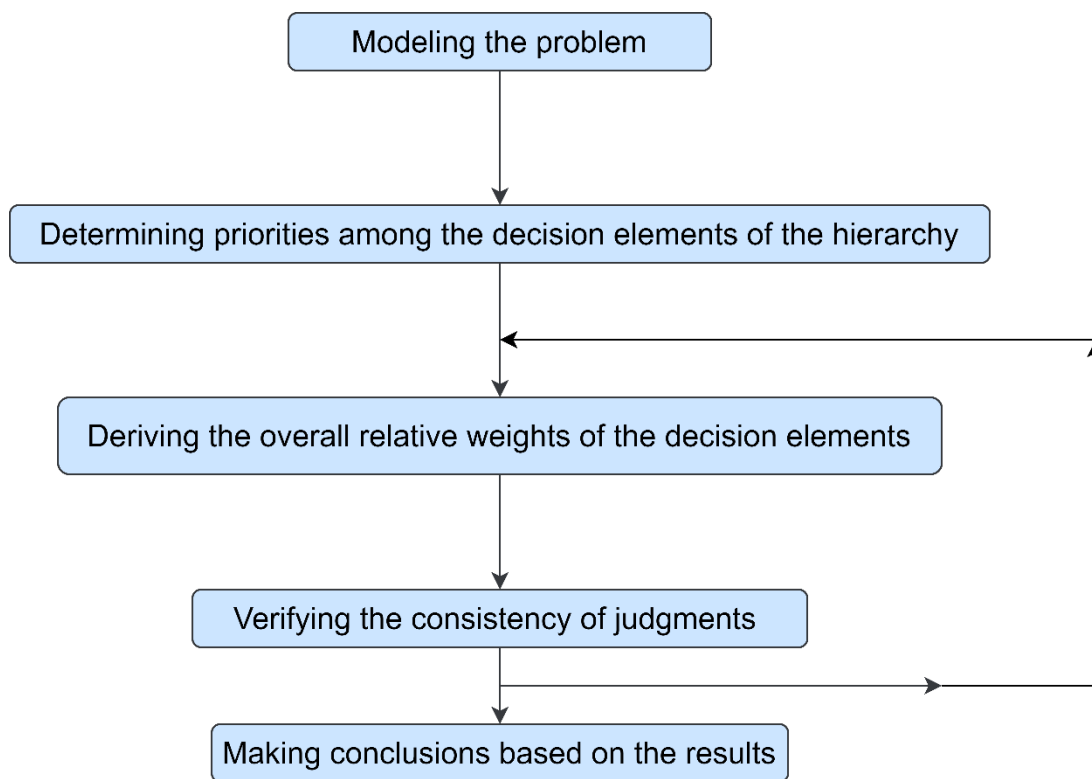 Modeling the problem
Determining priorities among the decision elements of the hierarchy
Deriving the overall relative weights of the decision elements
Verifying the consistency of judgments
Making conclusions based on the results